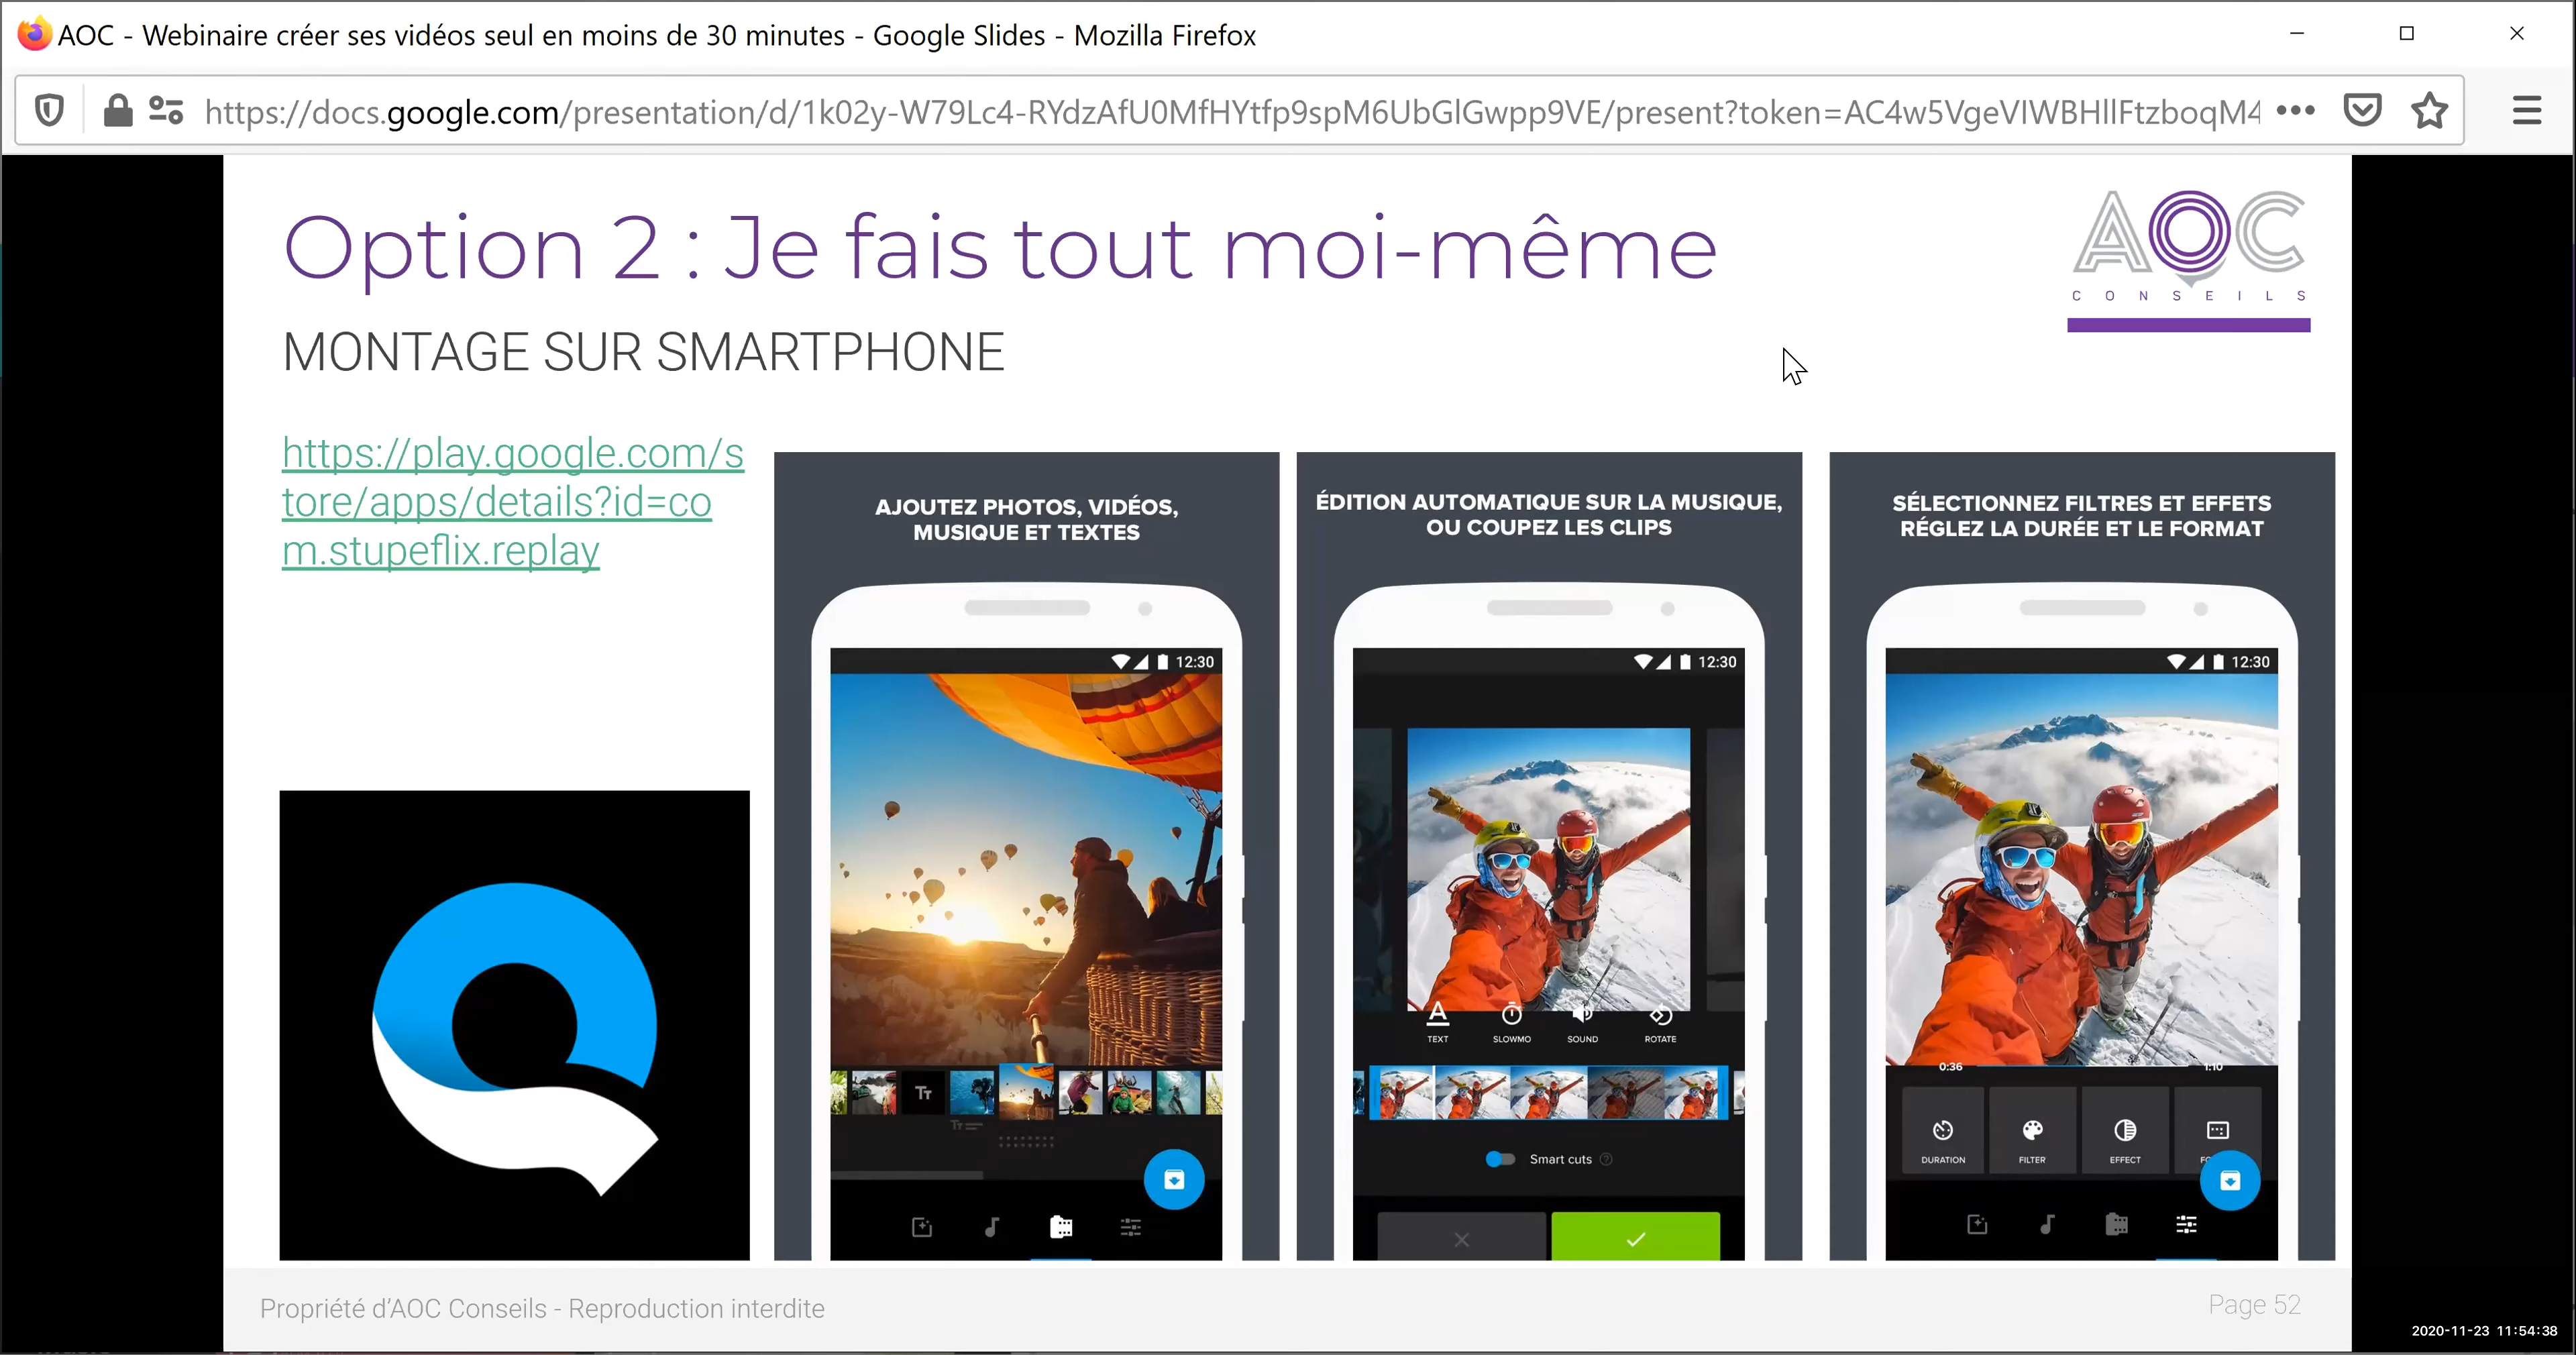 AOC - Webinaire créer ses vidéos seul en moins de 30 minutes - Google Slides - Mozilla Firefox
https://docs.google.com/presentation/d/1k02y-W79Lc4-RYdzAfU0MfHYtfp9spM6UbGlGwpp9VE/present?token=AC4w5VgeVIWBHllFtzboqM4
Option 2 : Je fais tout moi-même
AOC
CONSEILS
MONTAGE SUR SMARTPHONE
https://play.google.com/s
tore/apps/details?id=co
m.stupeflix.replay
AJOUTEZ PHOTOS, VIDÉOS,
MUSIQUE ET TEXTES
12:30
Tt
ÉDITION AUTOMATIQUE SUR LA MUSIQUE,
OU COUPEZ LES CLIPS
12:30
A
TEXT SLOWMO SOUND ROTATE
Smart cuts
SÉLECTIONNEZ FILTRES ET EFFETS
RÉGLEZ LA DURÉE ET LE FORMAT
12:30
0:36 1:10
DURATION FILTER EFFECT
Propriété d'AOC Conseils - Reproduction interdite
Page 52
2020-11-23 11:54:38